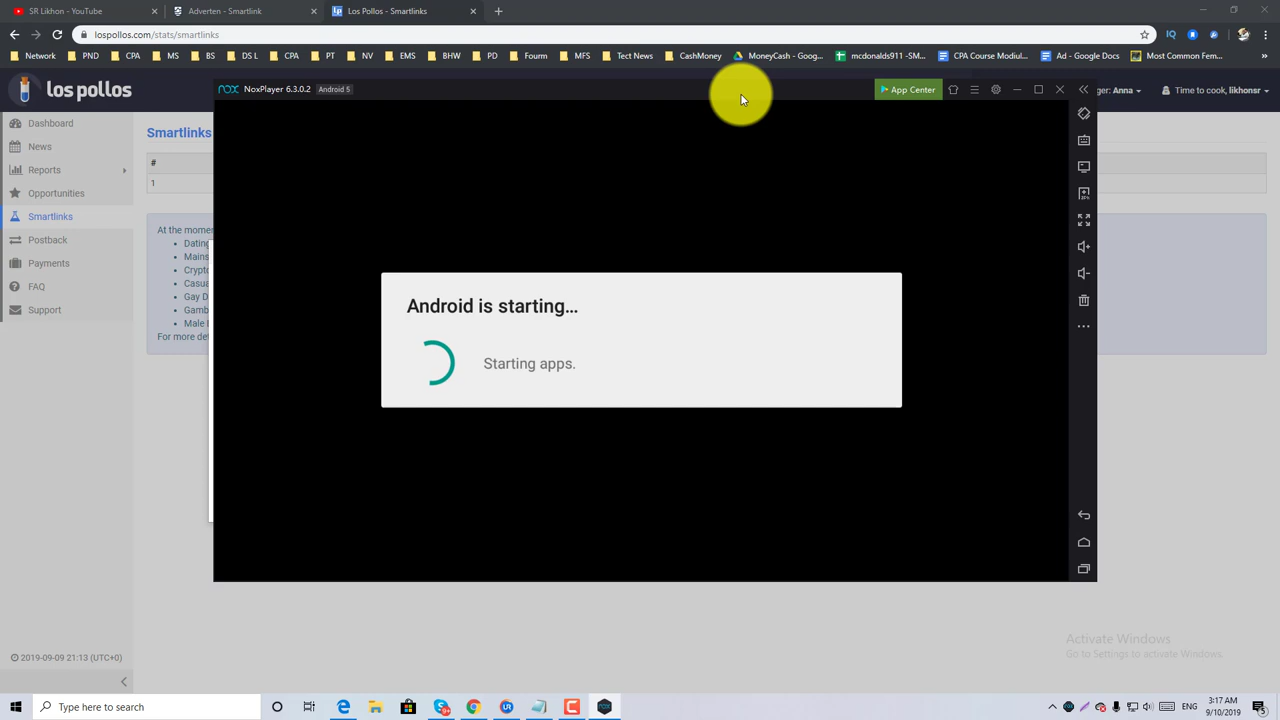 SR Likhon - YouTube
Adverten - Smartlink
Los Pollos - Smartlinks
lospollos.com/stats/smartlinks
Network PND CPA BS DS L CPA PT NV EMS BHW PD Fourm MFS Tect News CashMoney MoneyCash - Goog... mcdonalds911 -SM... CPA Course Moduiul... Ad - Google Docs Most Common Fem...
los pollos
NoxPlayer 6.3.0.2 Android 5
App Center
ger: Anna
Time to cook, likhonsr
Dashboard
News
Reports
Opportunities
Smartlinks
Postback
Payments
FAQ
Support
Smartlinks
#
1
At the momen
Dating
Mains
Crypto
Casua
Gay D
Gamb
Male
For more det
Android is starting...
Starting apps.
2019-09-09 21:13 (UTC+0)
Activate Windows
Go to Settings to activate Windows.
Type here to search
ENG
3:17 AM
9/10/2019